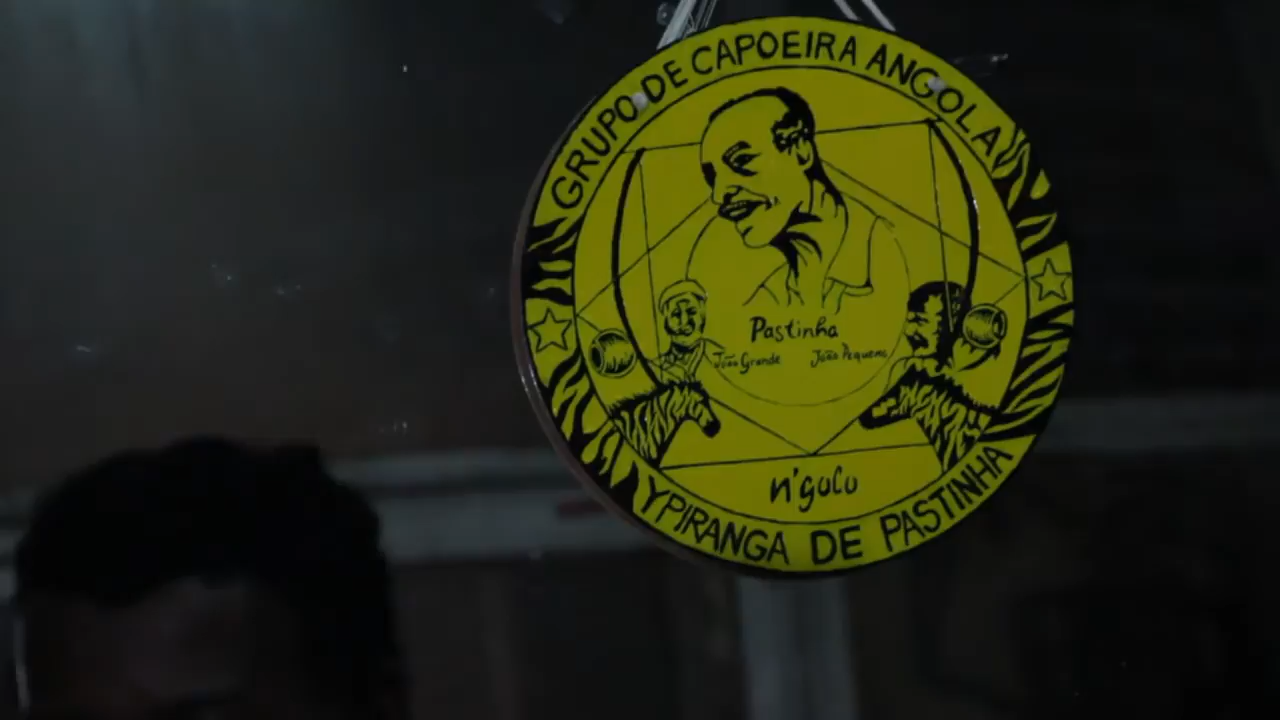 GRUPO DE CAPOEIRA ANGOLA
Pastinha
João Grande João Pequeno
n'golo
YPIRANGA DE PASTINHA